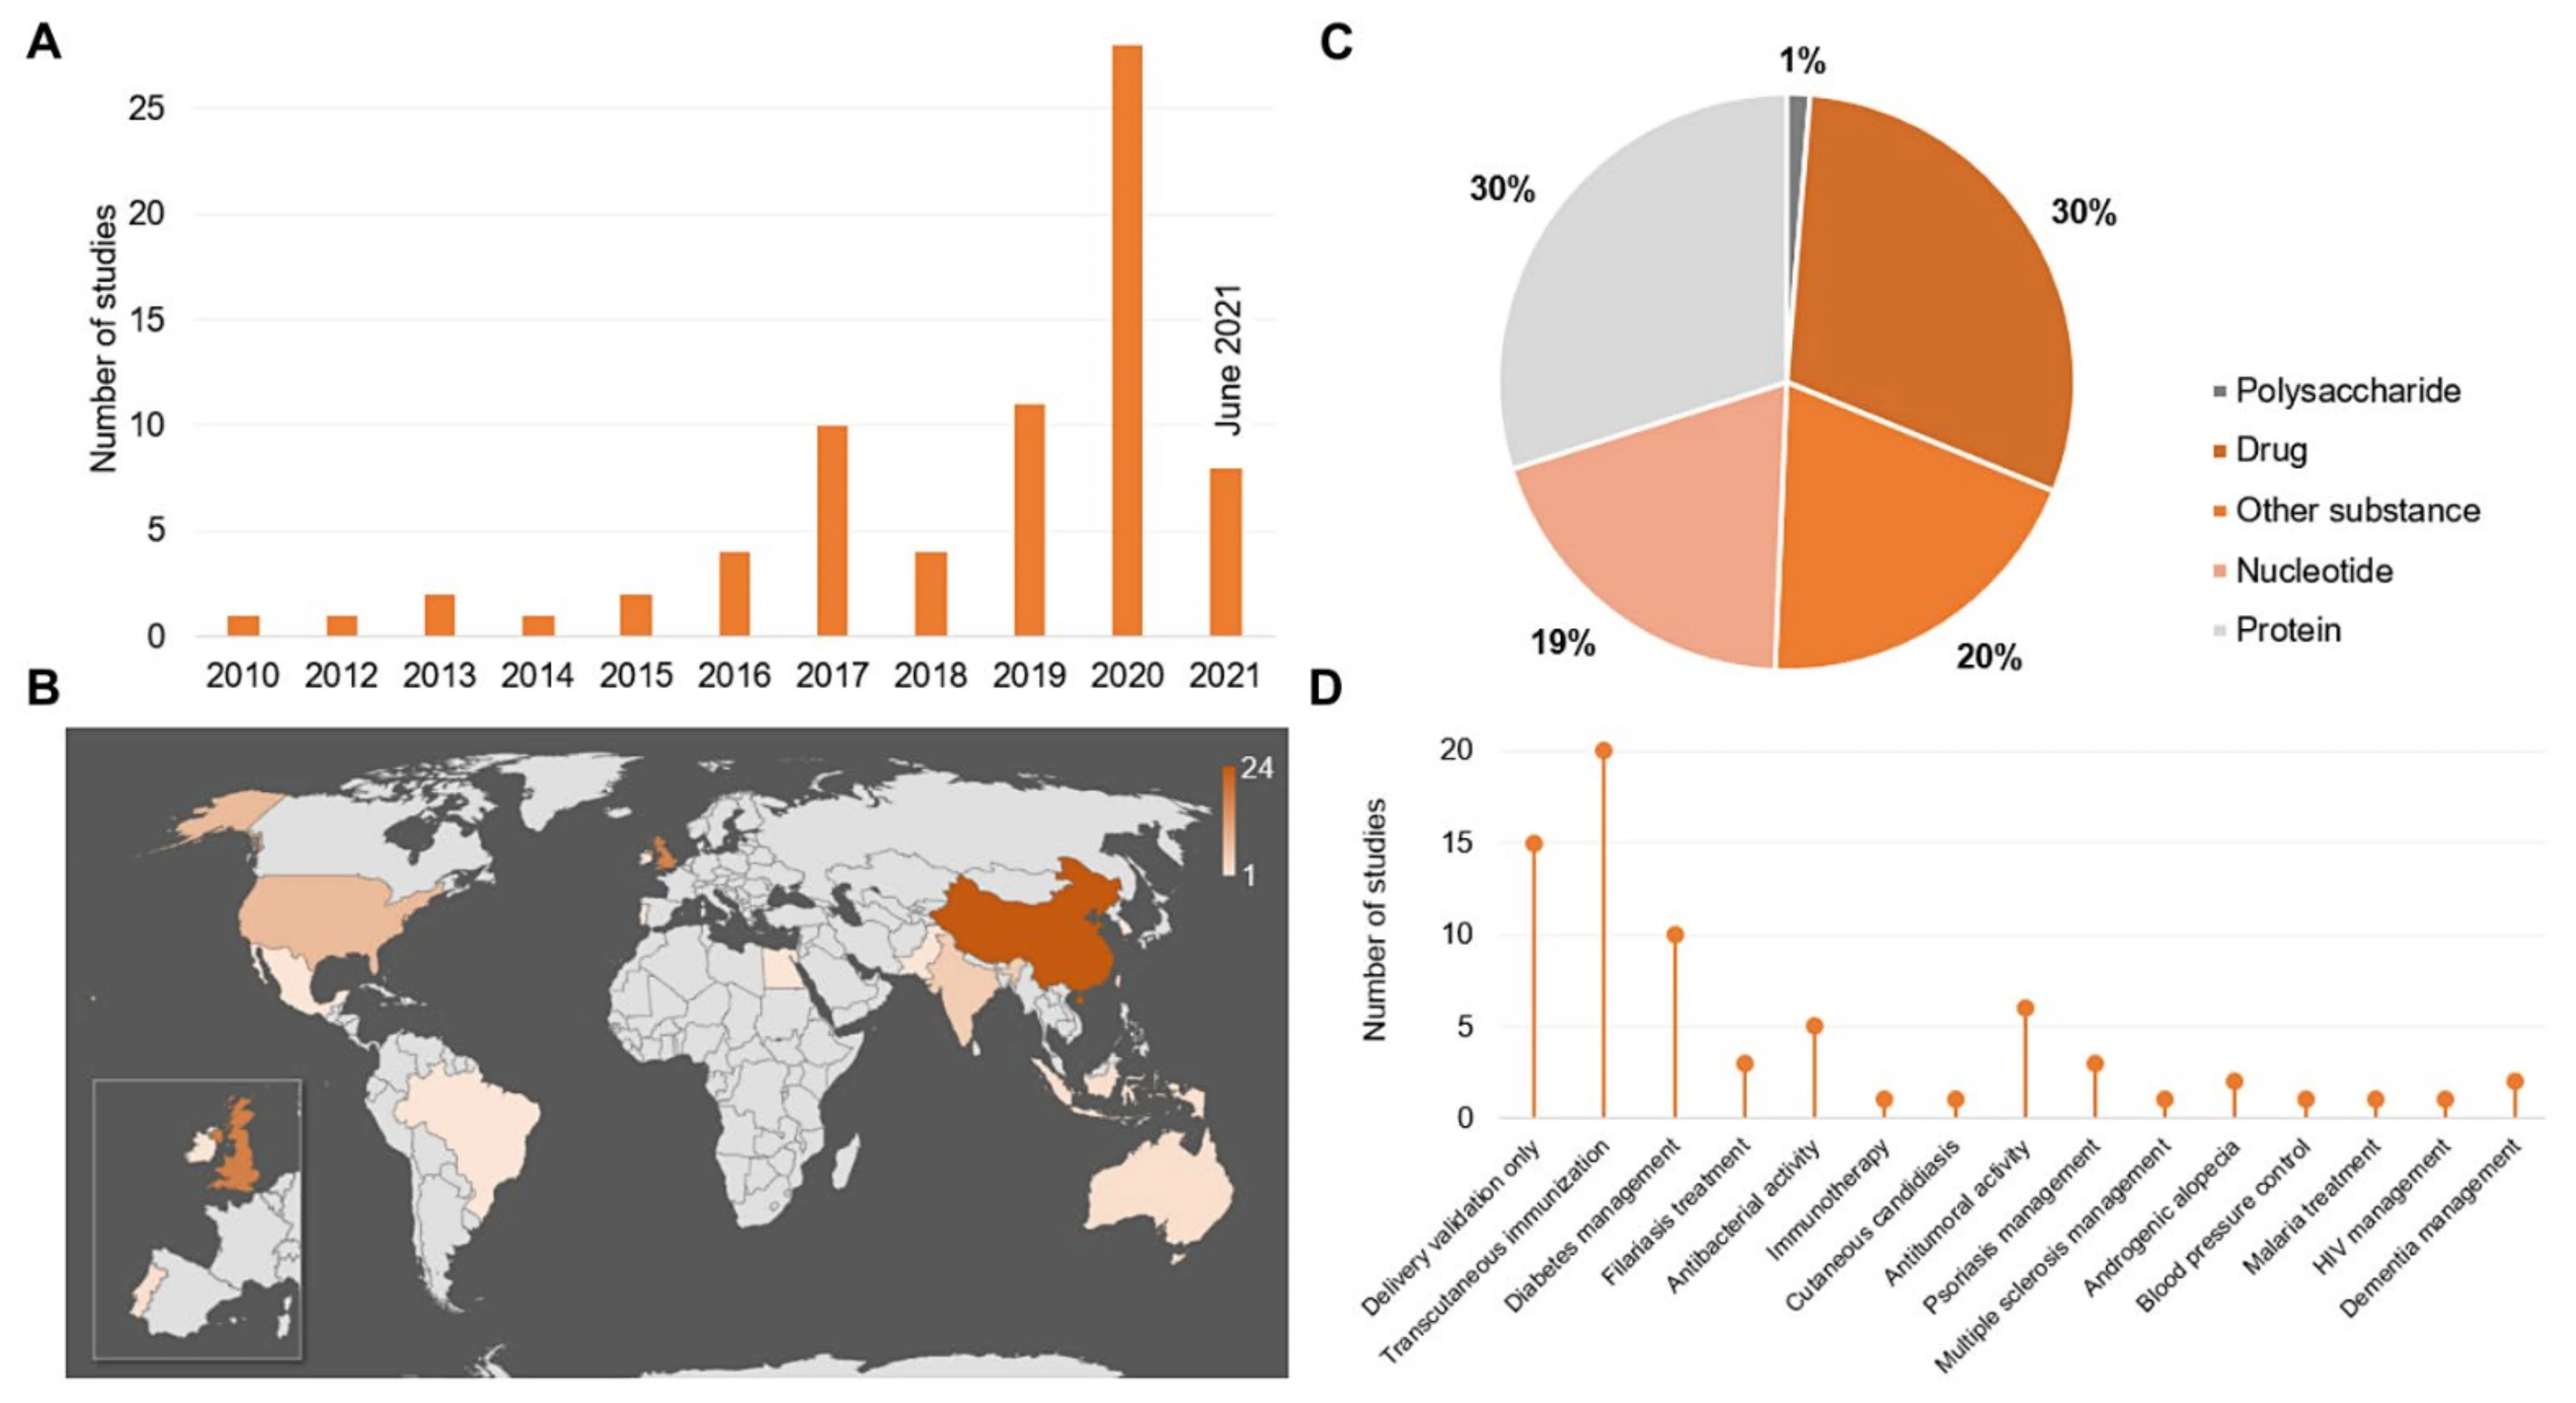 A
25
20
15
10
5
0
Number of studies
June 2021
2010 2012 2013 2014 2015 2016 2017 2018 2019 2020 2021
B
24
1
C
1%
30%
30%
19%
20%
Polysaccharide
Drug
Other substance
Nucleotide
Protein
D
20
15
10
5
0
Number of studies
Delivery validation only
Transcutaneous immunization
Diabetes management
Filariasis treatment
Antibacterial activity
Immunotherapy
Cutaneous candidiasis
Antitumoral activity
Psoriasis management
Multiple sclerosis management
Androgenic alopecia
Blood pressure control
Malaria treatment
HIV management
Dementia management